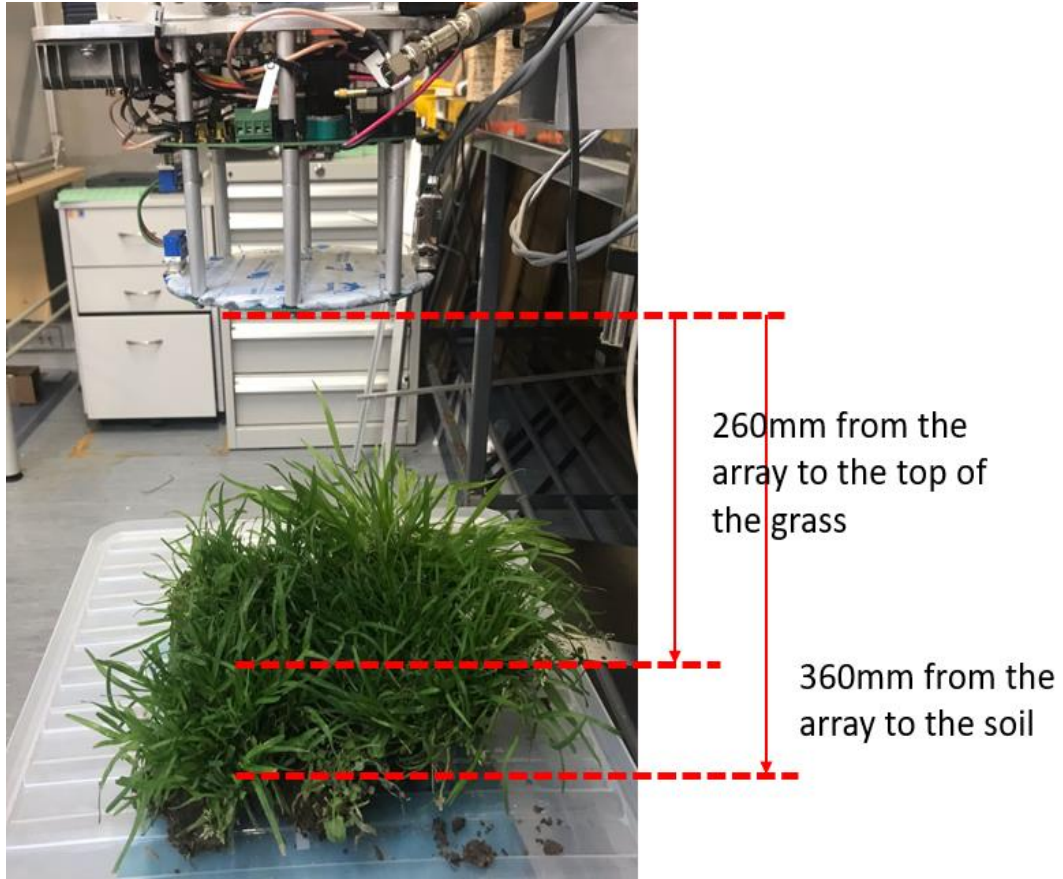 260mm from the
array to the top of
the grass
360mm from the
array to the soil